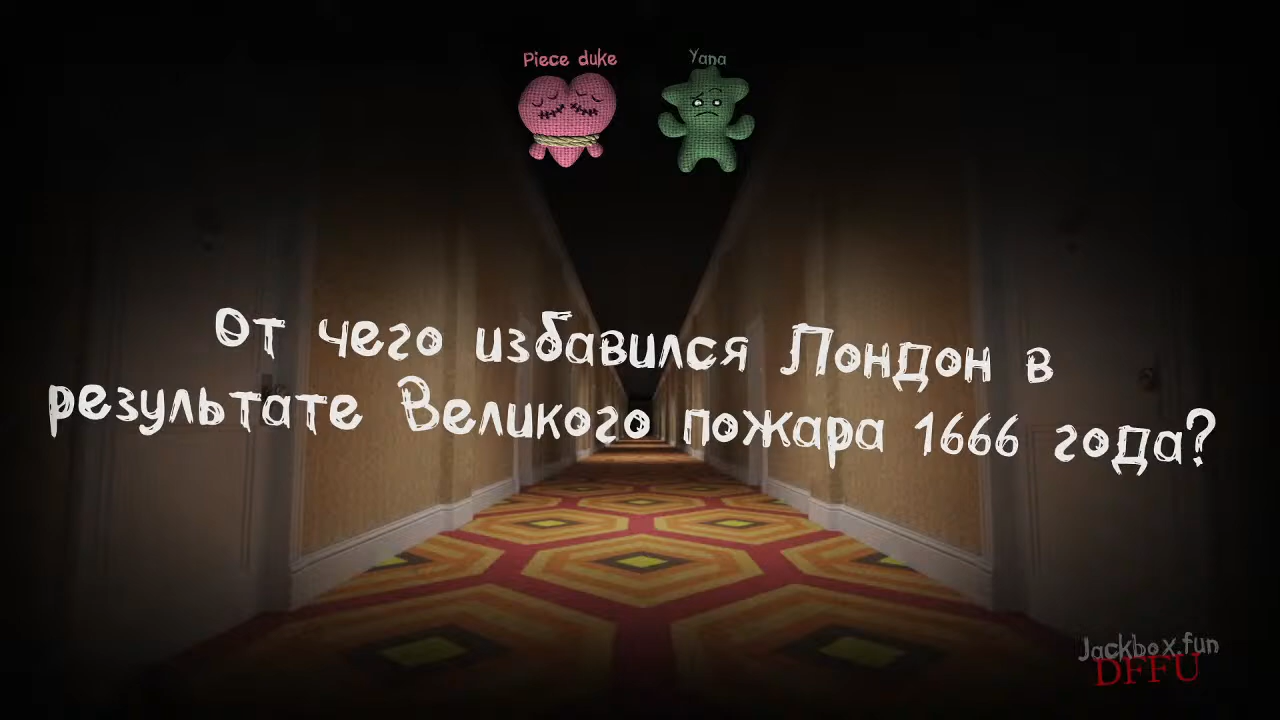 Piece duke Yana
От чего избавился Лондон в
результате Великого пожара 1666 года?
Jackbox.fun
DFFU